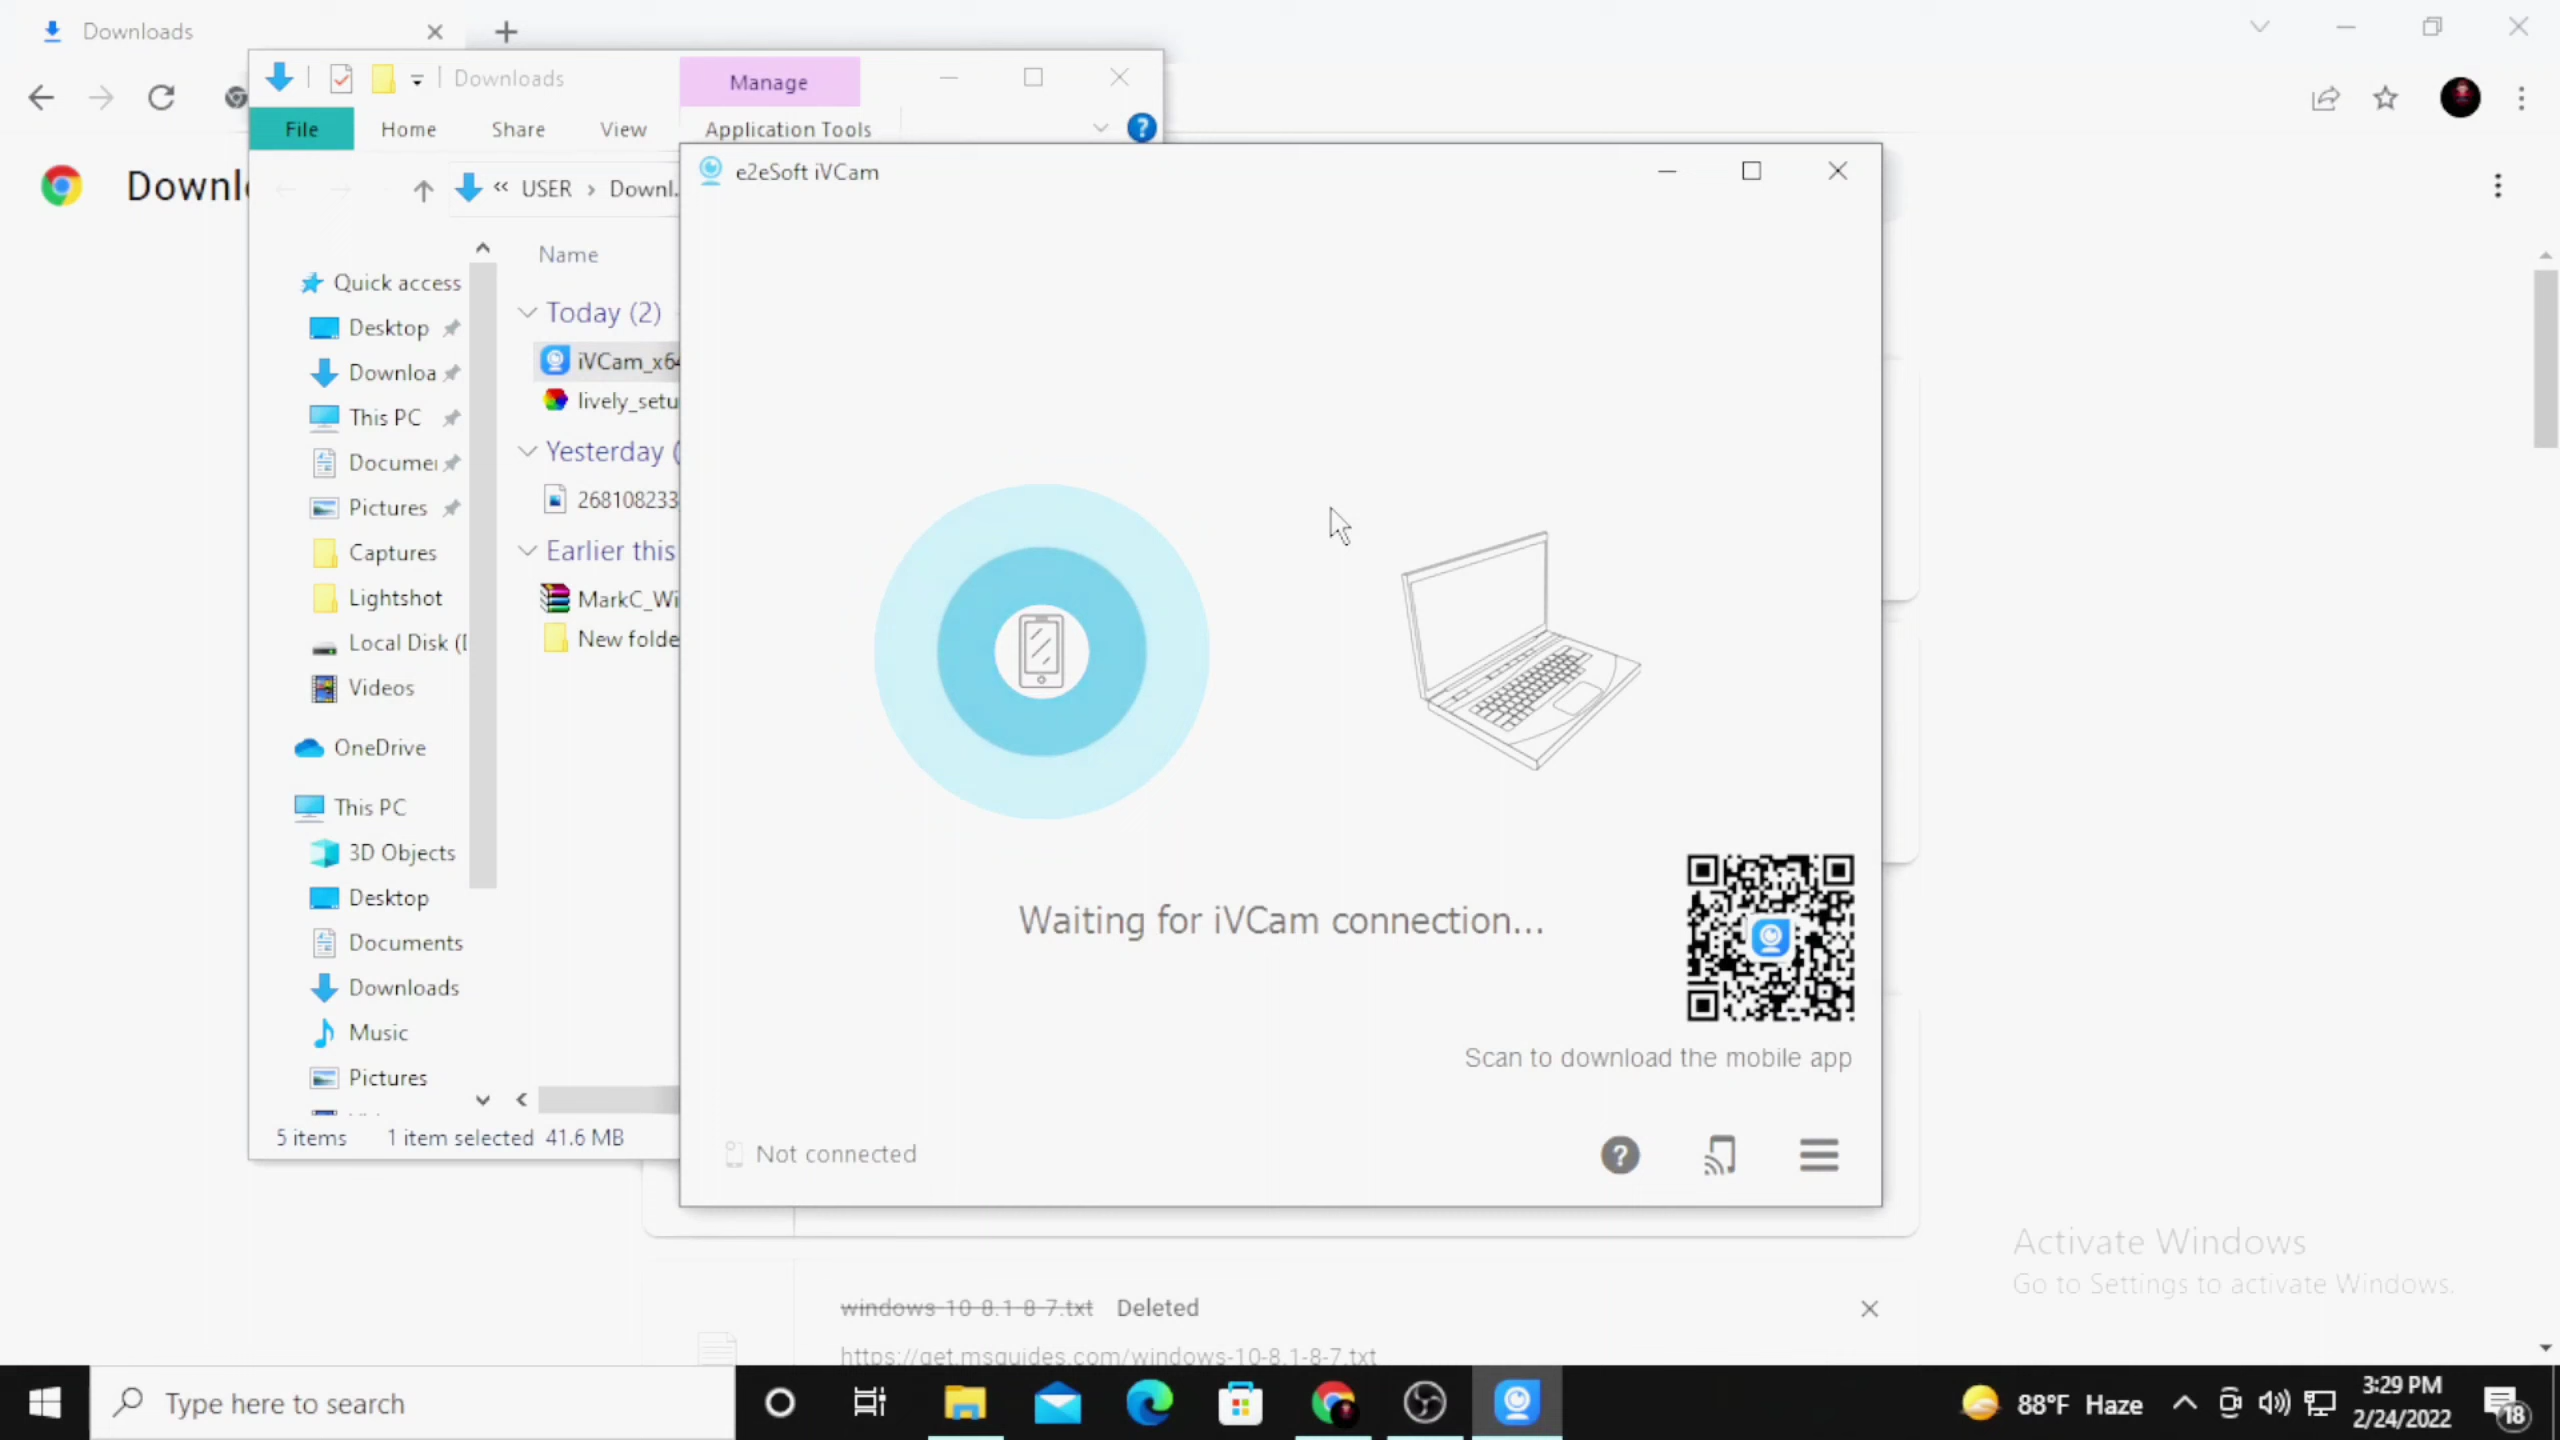 Downloads
Downloads
Manage
File
Home
Share
View
Application Tools
USER
Downl.
e2eSoft iVCam
Name
Quick access
Today (2)
Desktop
iVCam_x64
Downloa
lively_setu
This PC
Yesterday (
Documei
268108233
Pictures
Earlier this
Captures
MarkC_Wi
Lightshot
New folde
Local Disk (
Videos
OneDrive
This PC
3D Objects
Desktop
Waiting for iVCam connection...
Documents
Downloads
Music
Scan to download the mobile app
Pictures
5 items
1 item selected 41.6 MB
Not connected
Activate Windows
Go to Settings to activate Windows.
windows-10-8.1-8-7.txt Deleted
https://get.msguides.com/windows-10-8.1-8-7.txt
Type here to search
88°F Haze
3:29 PM
2/24/2022
18